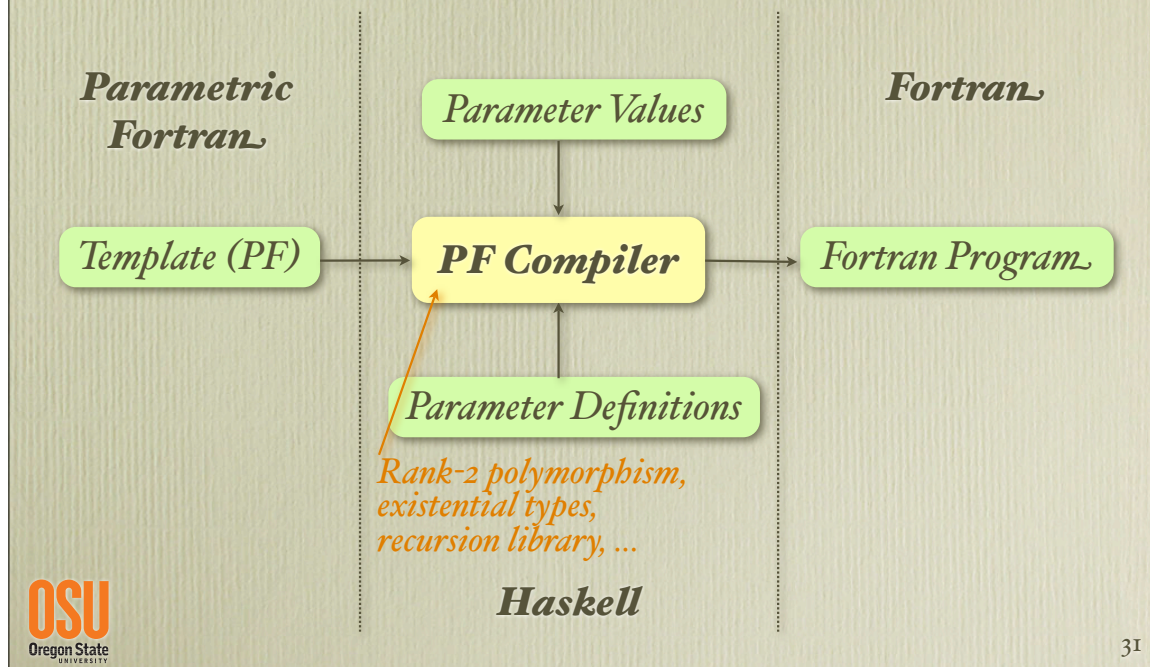 Parametric
Fortran
Parameter Values
Fortran
Template (PF)
PF Compiler
Fortran Program
Parameter Definitions
Rank-2 polymorphism,
existential types,
recursion library, ...
Haskell
OSU
Oregon State
UNIVERSITY
31